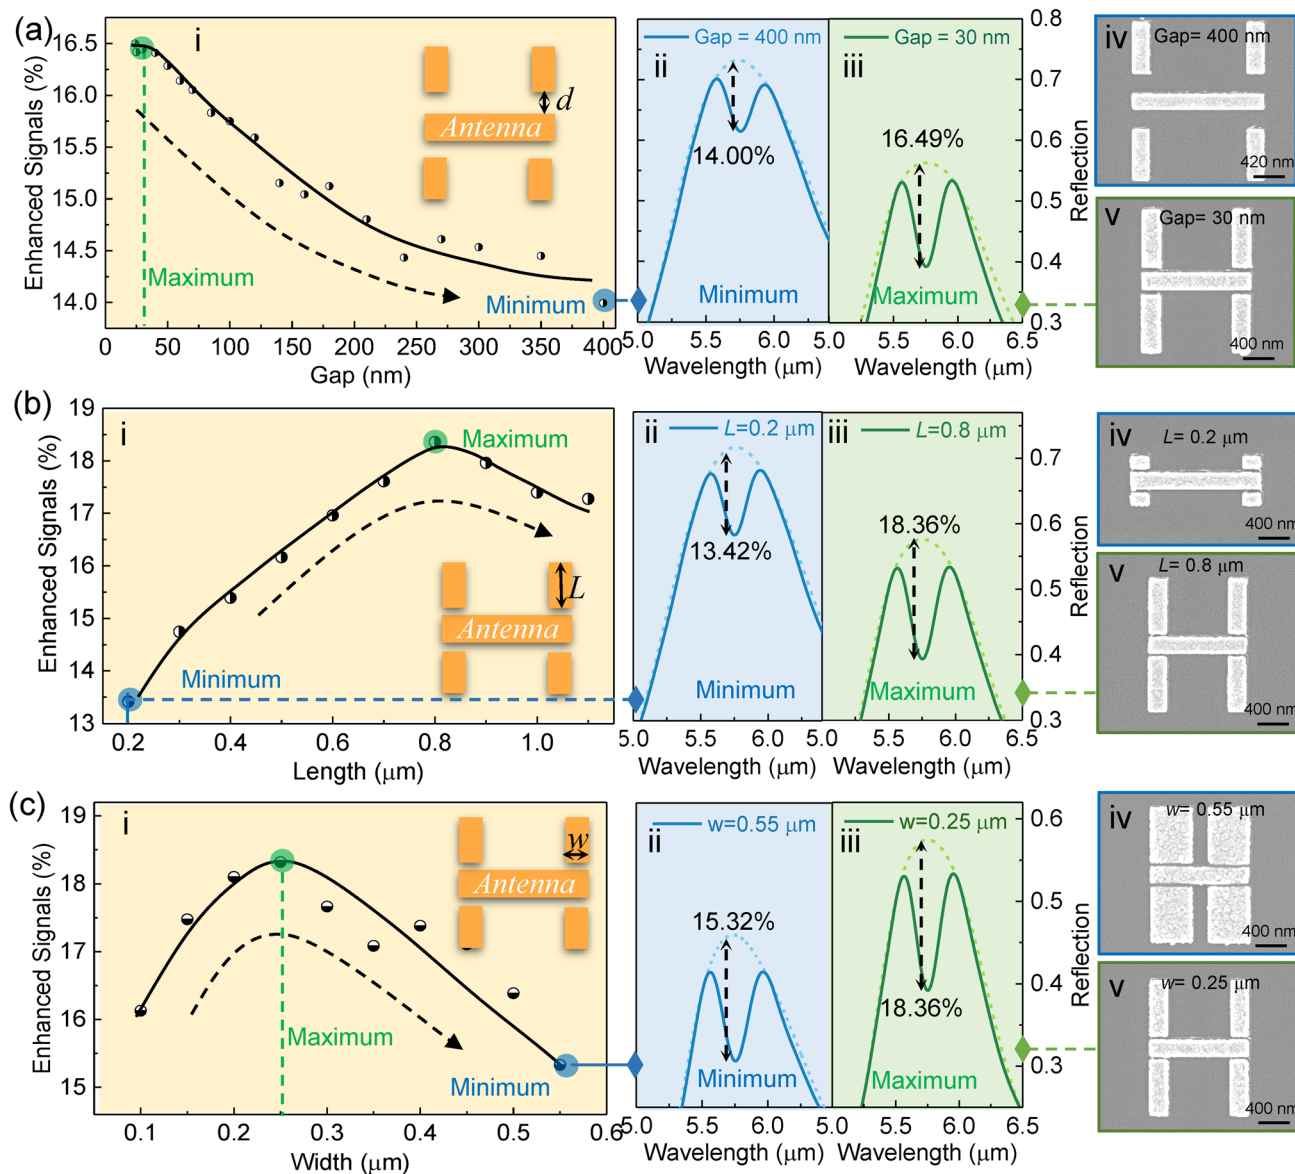 (a)
i
Enhanced Signals (%)
16.5
16.0
15.5
15.0
14.5
14.0
Maximum
Minimum
d
Antenna
0 50 100 150 200 250 300 350 400
Gap (nm)
ii
Gap = 400 nm
14.00%
Minimum
5.0 5.5 6.0
Wavelength (μm)
iii
Gap = 30 nm
16.49%
Maximum
5.0 5.5 6.0 6.5
Wavelength (μm)
0.8
0.7
0.6
0.5
0.4
0.3
Reflection
iv
Gap= 400 nm
420 nm
v
Gap= 30 nm
400 nm
(b)
i
Enhanced Signals (%)
19
18
17
16
15
14
13
Maximum
Minimum
L
Antenna
0.2 0.4 0.6 0.8 1.0
Length (μm)
ii
L=0.2 μm
13.42%
Minimum
5.0 5.5 6.0
Wavelength (μm)
iii
L=0.8 μm
18.36%
Maximum
5.0 5.5 6.0 6.5
Wavelength (μm)
0.7
0.6
0.5
0.4
0.3
Reflection
iv
L= 0.2 μm
400 nm
v
L= 0.8 μm
400 nm
(c)
i
Enhanced Signals (%)
19
18
17
16
15
w
Antenna
Maximum
Minimum
0.1 0.2 0.3 0.4 0.5 0.6
Width (μm)
ii
w=0.55 μm
15.32%
Minimum
5.0 5.5 6.0
Wavelength (μm)
iii
w=0.25 μm
18.36%
Maximum
5.0 5.5 6.0 6.5
Wavelength (μm)
0.6
0.5
0.4
0.3
Reflection
iv
w= 0.55 μm
400 nm
v
w= 0.25 μm
400 nm